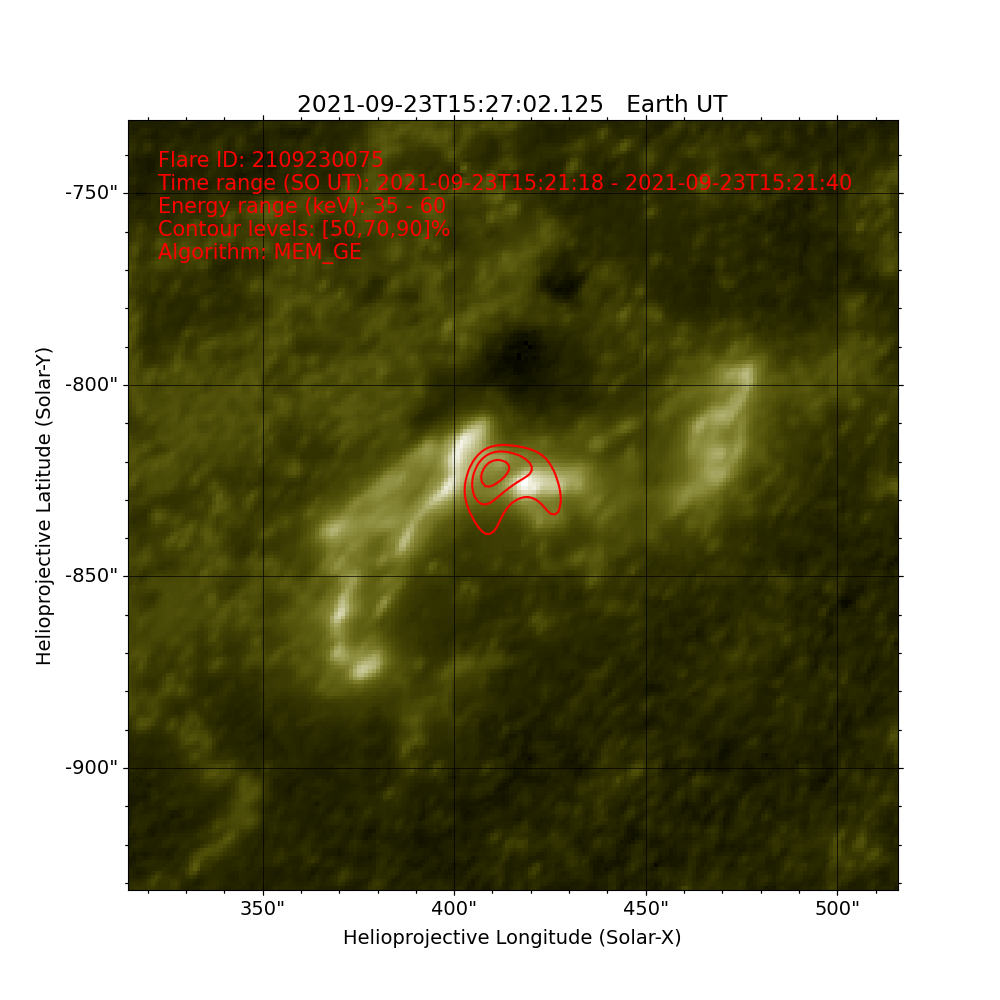 2021-09-23T15:27:02.125   Earth UT
Flare ID: 2109230075
Time range (SO UT): 2021-09-23T15:21:18 - 2021-09-23T15:21:40
Energy range (keV): 35 - 60
Contour levels: [50,70,90]%
Algorithm: MEM_GE
-750"
-800"
-850"
-900"
Helioprojective Latitude (Solar-Y)
350" 400" 450" 500"
Helioprojective Longitude (Solar-X)